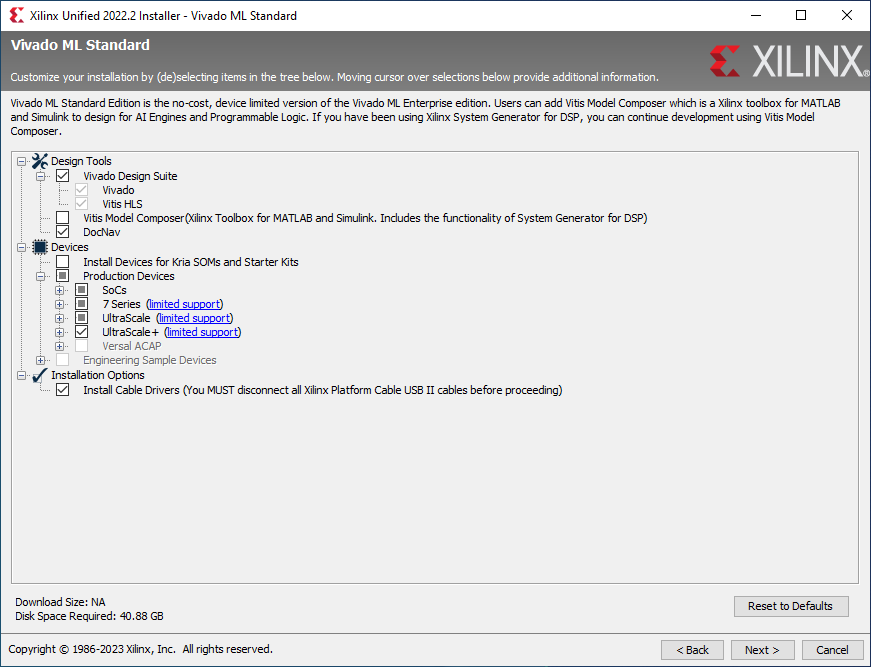 Xilinx Unified 2022.2 Installer - Vivado ML Standard
Vivado ML Standard
Customize your installation by (de)selecting items in the tree below. Moving cursor over selections below provide additional information.
XILINX®
Vivado ML Standard Edition is the no-cost, device limited version of the Vivado ML Enterprise edition. Users can add Vitis Model Composer which is a Xilinx toolbox for MATLAB
and Simulink to design for AI Engines and Programmable Logic. If you have been using Xilinx System Generator for DSP, you can continue development using Vitis Model
Composer.
Design Tools
Vivado Design Suite
Vivado
Vitis HLS
Vitis Model Composer(Xilinx Toolbox for MATLAB and Simulink. Includes the functionality of System Generator for DSP)
DocNav
Devices
Install Devices for Kria SOMs and Starter Kits
Production Devices
SoCs
7 Series (limited support)
UltraScale (limited support)
UltraScale+ (limited support)
Versal ACAP
Engineering Sample Devices
Installation Options
Install Cable Drivers (You MUST disconnect all Xilinx Platform Cable USB II cables before proceeding)
Download Size: NA
Disk Space Required: 40.88 GB
Reset to Defaults
Copyright © 1986-2023 Xilinx, Inc. All rights reserved.
< Back
Next >
Cancel